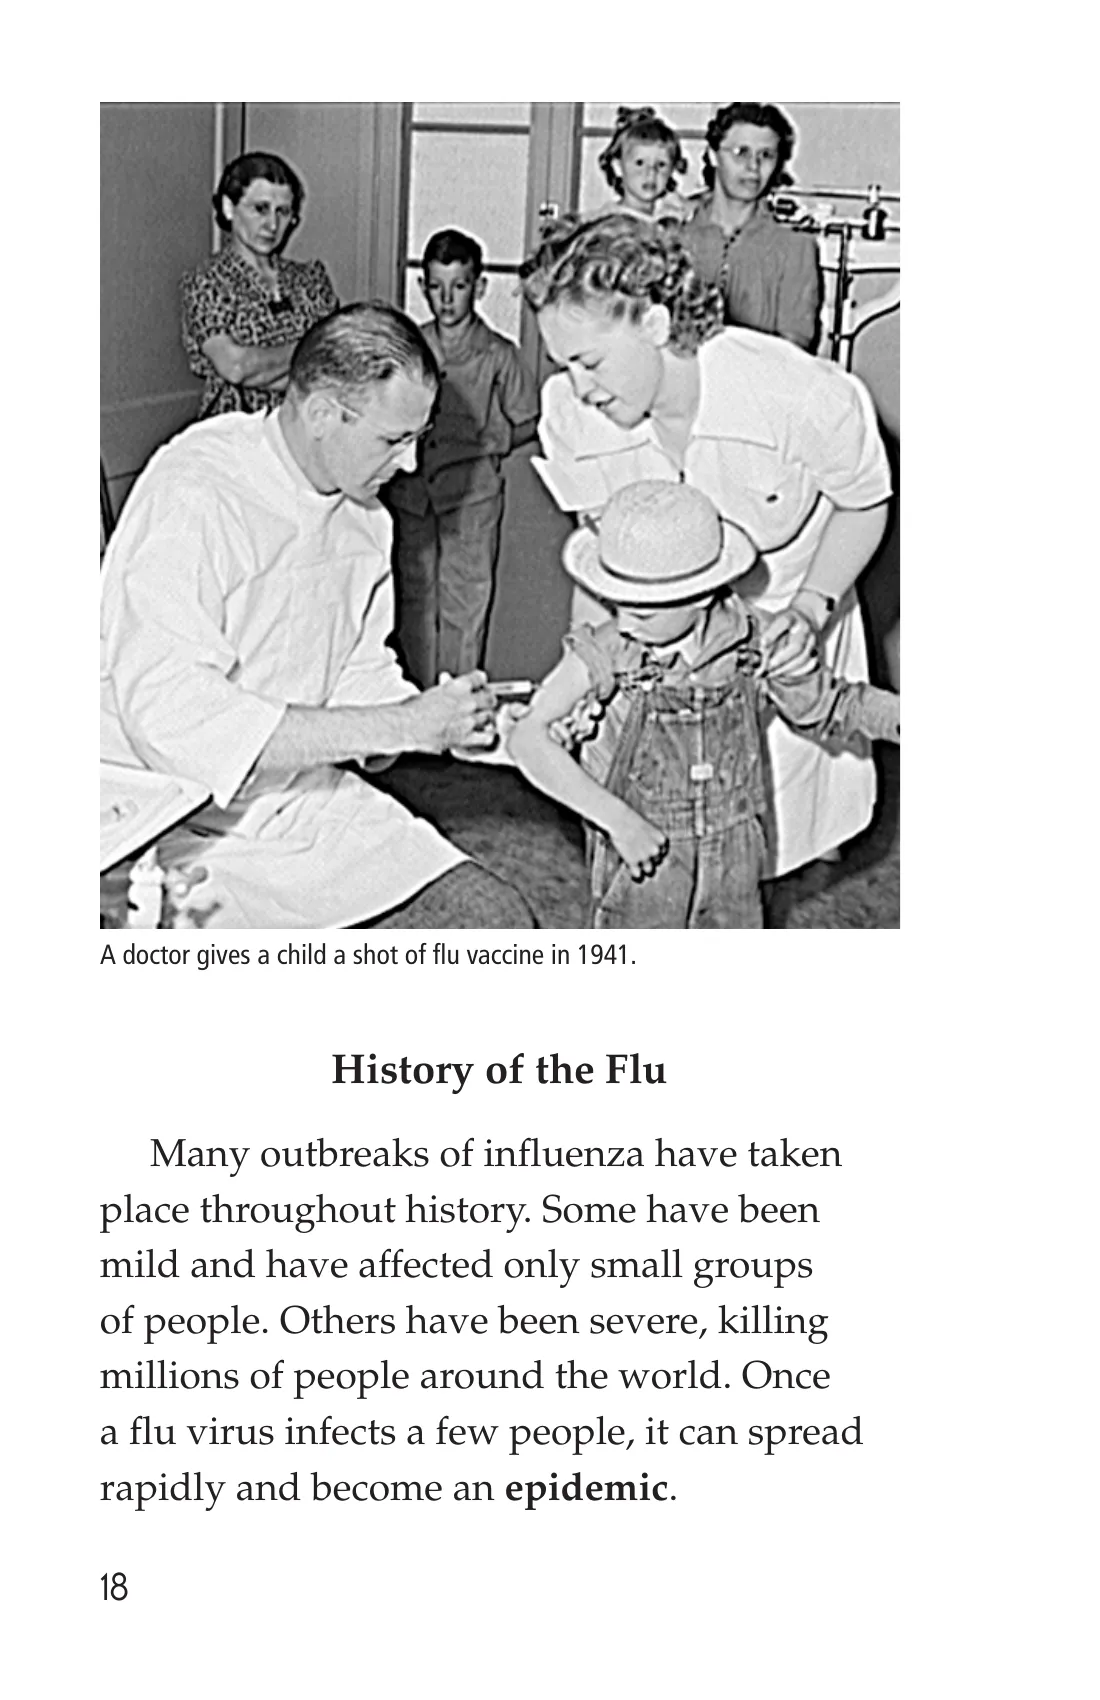 A doctor gives a child a shot of flu vaccine in 1941.
History of the Flu
Many outbreaks of influenza have taken
place throughout history. Some have been
mild and have affected only small groups
of people. Others have been severe, killing
millions of people around the world. Once
a flu virus infects a few people, it can spread
rapidly and become an epidemic.
18